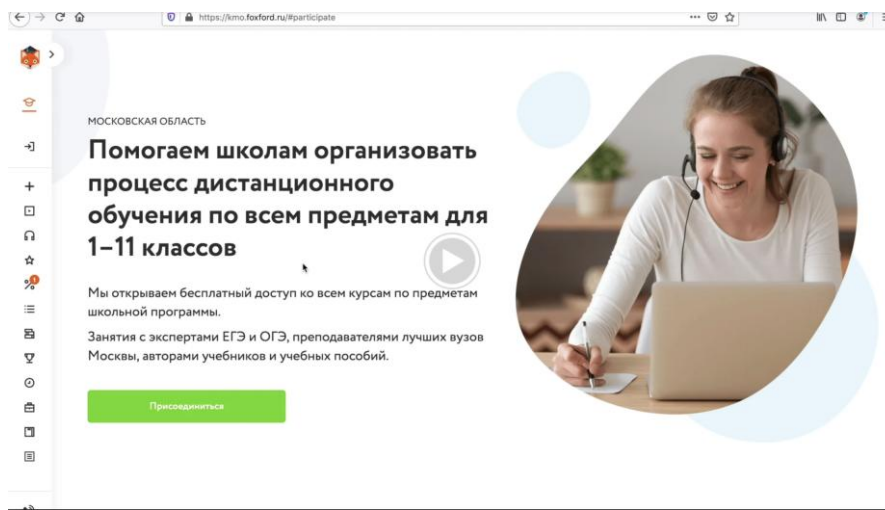 https://kmo.foxford.ru/#participate
МОСКОВСКАЯ ОБЛАСТЬ
Помогаем школам организовать
процесс дистанционного
обучения по всем предметам для
1–11 классов
Мы открываем бесплатный доступ ко всем курсам по предметам
школьной программы.
Занятия с экспертами ЕГЭ и ОГЭ, преподавателями лучших вузов
Москвы, авторами учебников и учебных пособий.
Присоединиться